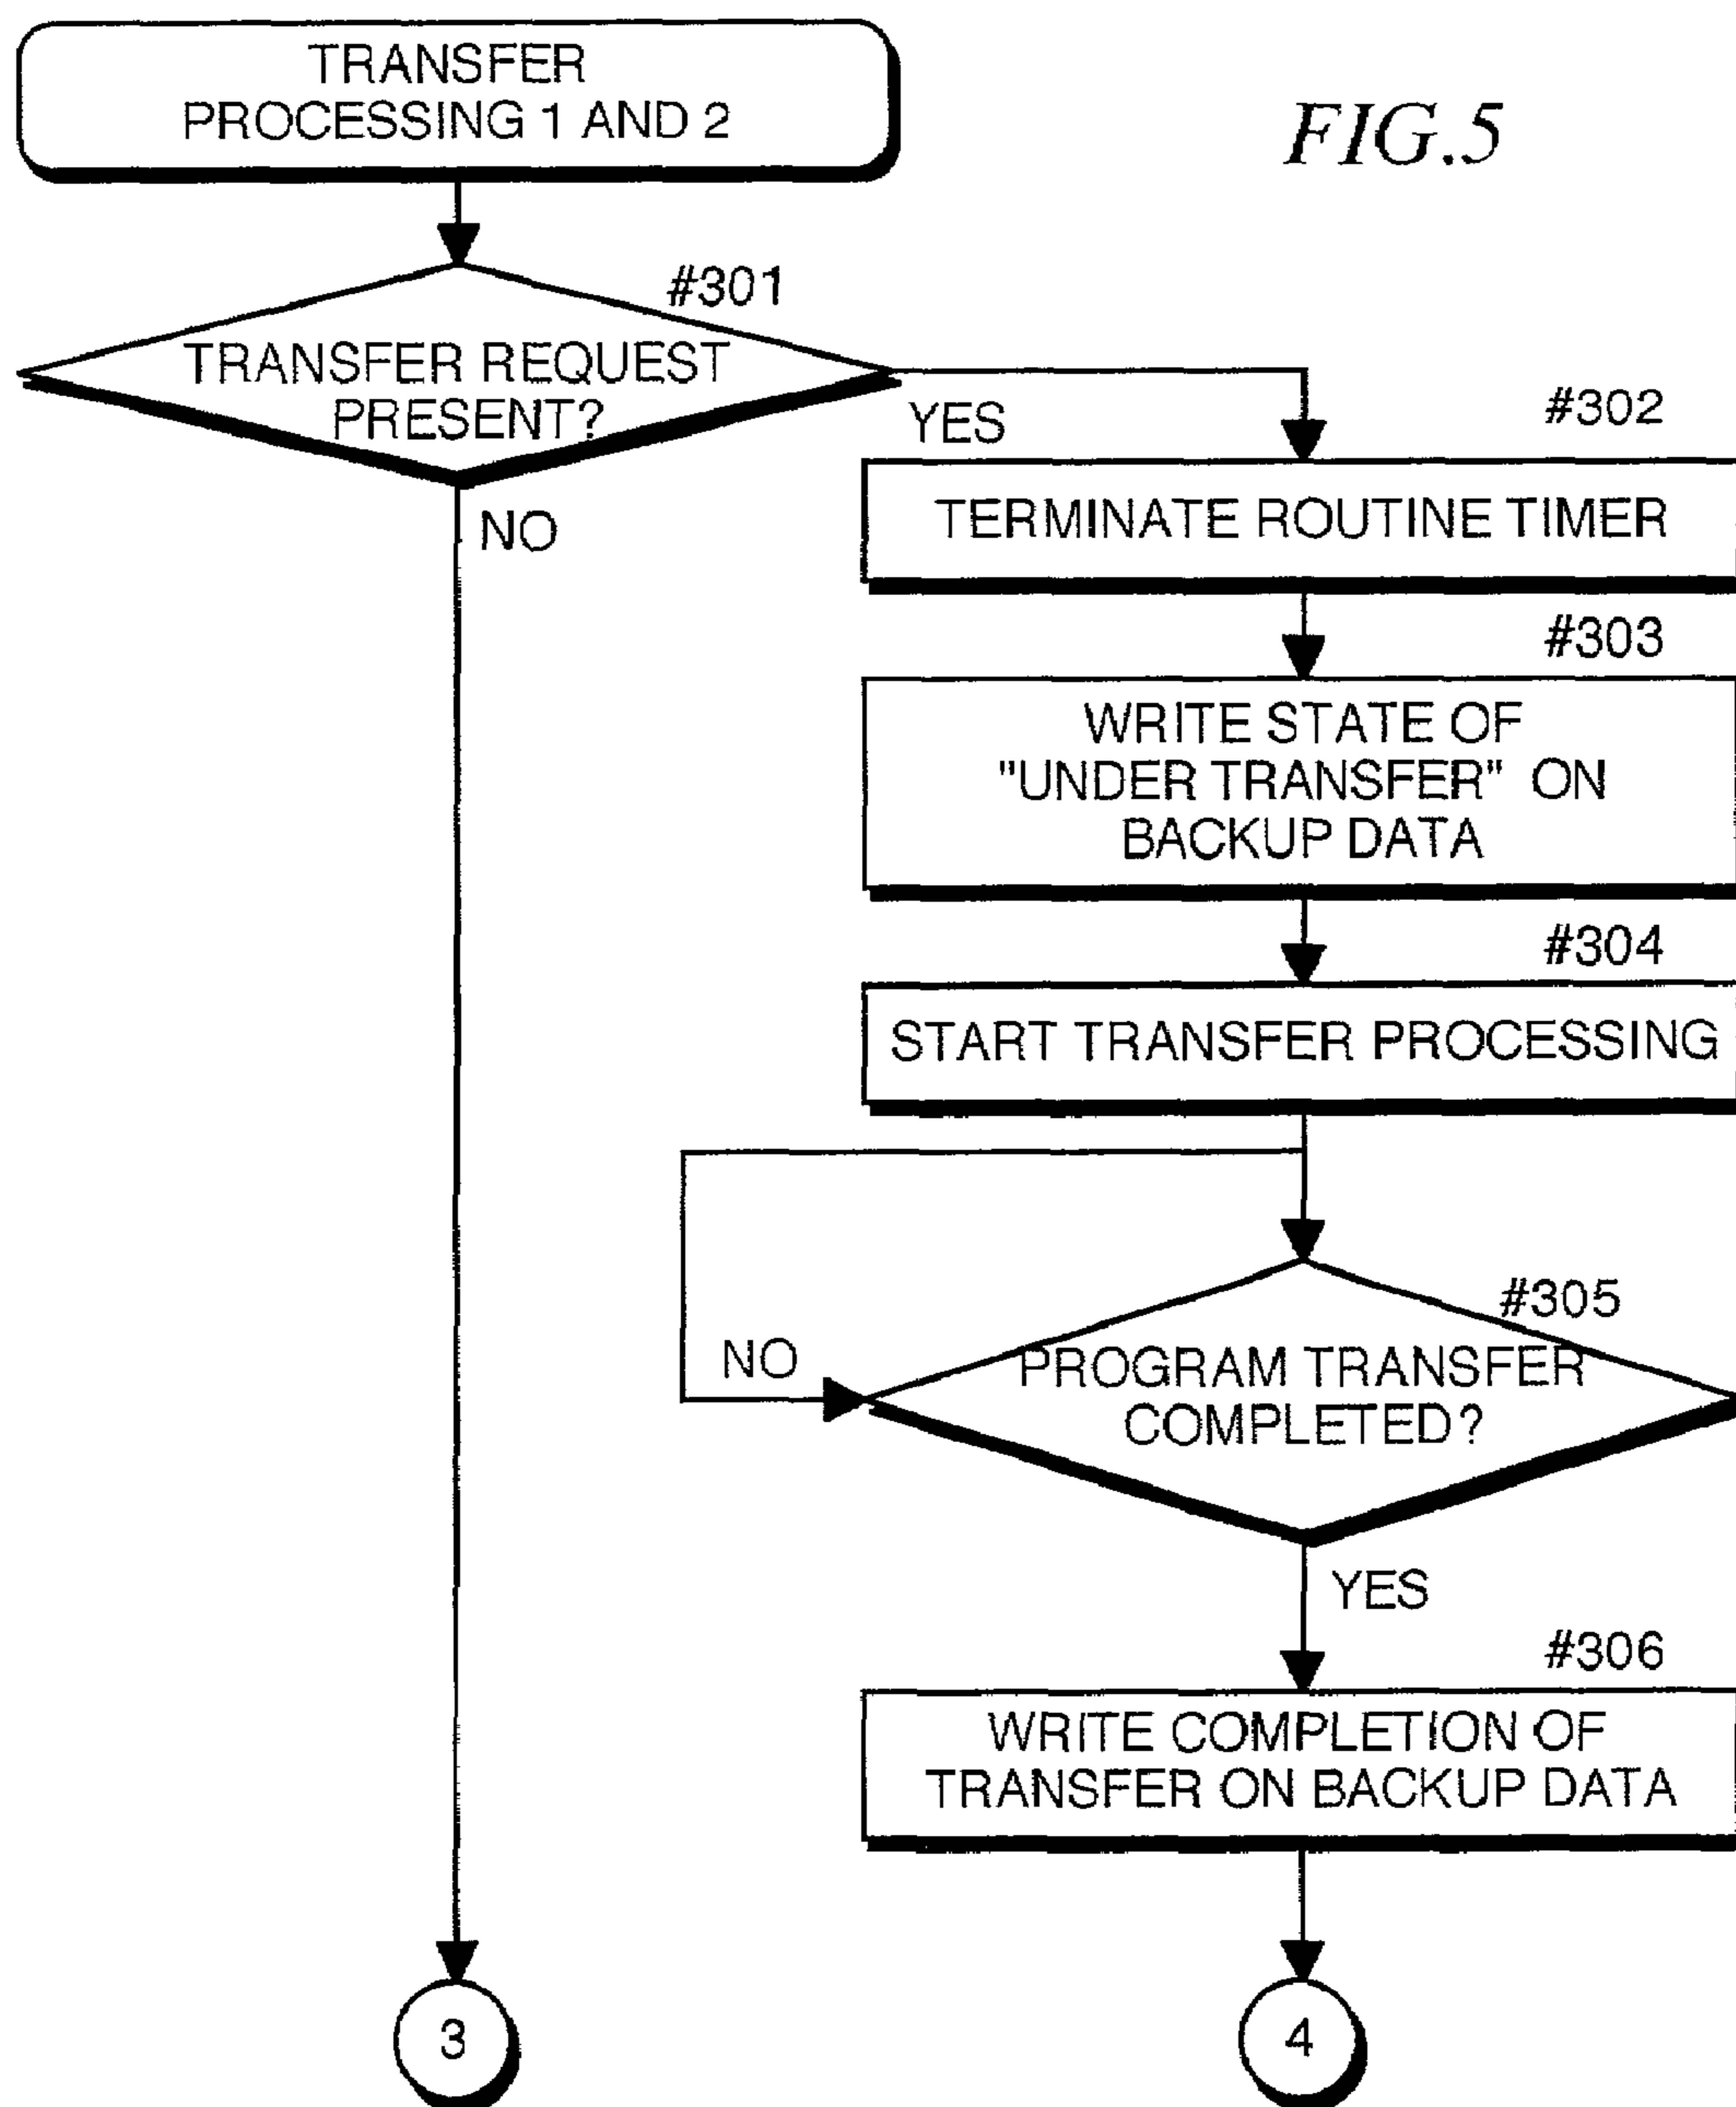 TRANSFER
PROCESSING 1 AND 2
FIG.5
#301
TRANSFER REQUEST
PRESENT?
YES
NO
#302
TERMINATE ROUTINE TIMER
#303
WRITE STATE OF
"UNDER TRANSFER" ON
BACKUP DATA
#304
START TRANSFER PROCESSING
#305
NO
PROGRAM TRANSFER
COMPLETED?
YES
#306
WRITE COMPLETION OF
TRANSFER ON BACKUP DATA
3
4